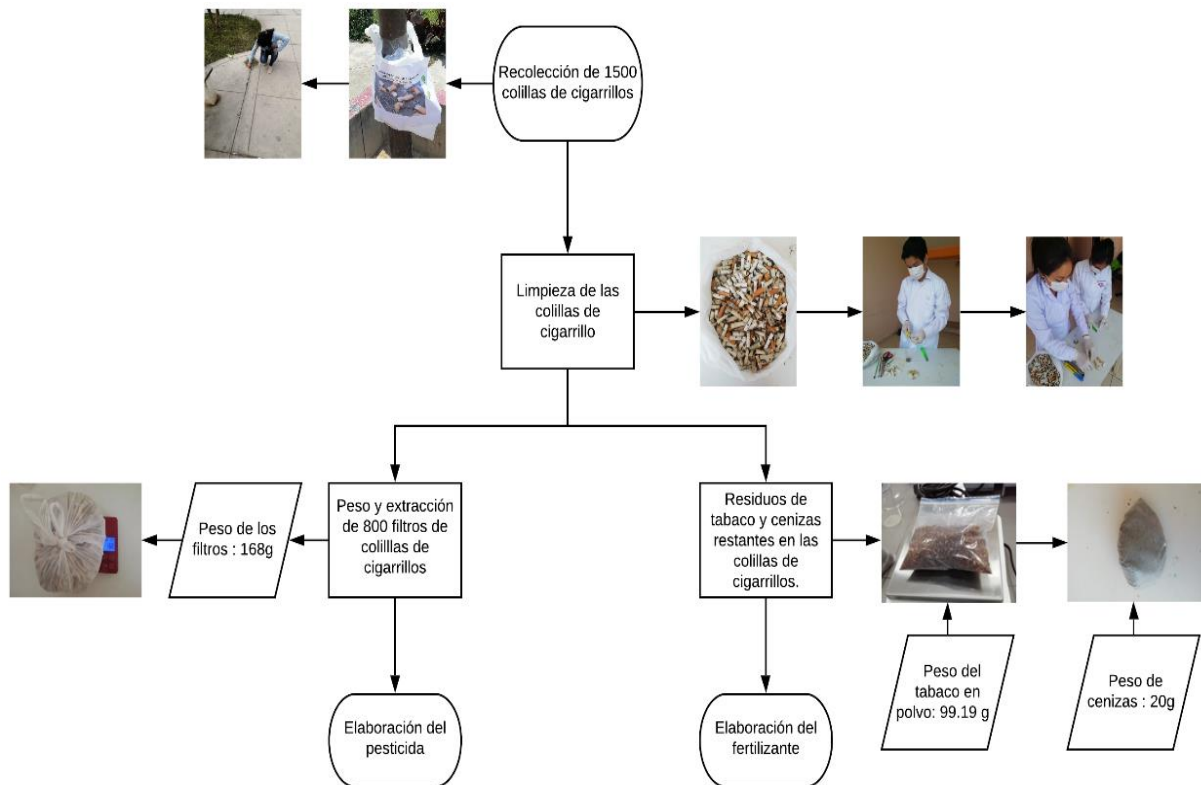 Recolección de 1500
colillas de cigarrillos
Limpieza de las
colillas de
cigarrillo
Peso de los
filtros : 168g
Peso y extracción
de 800 filtros de
colilllas de
cigarrillos
Residuos de
tabaco y cenizas
restantes en las
colillas de
cigarrillos.
Peso del
tabaco en
polvo: 99.19 g
Peso de
cenizas : 20g
Elaboración del
pesticida
Elaboración del
fertilizante